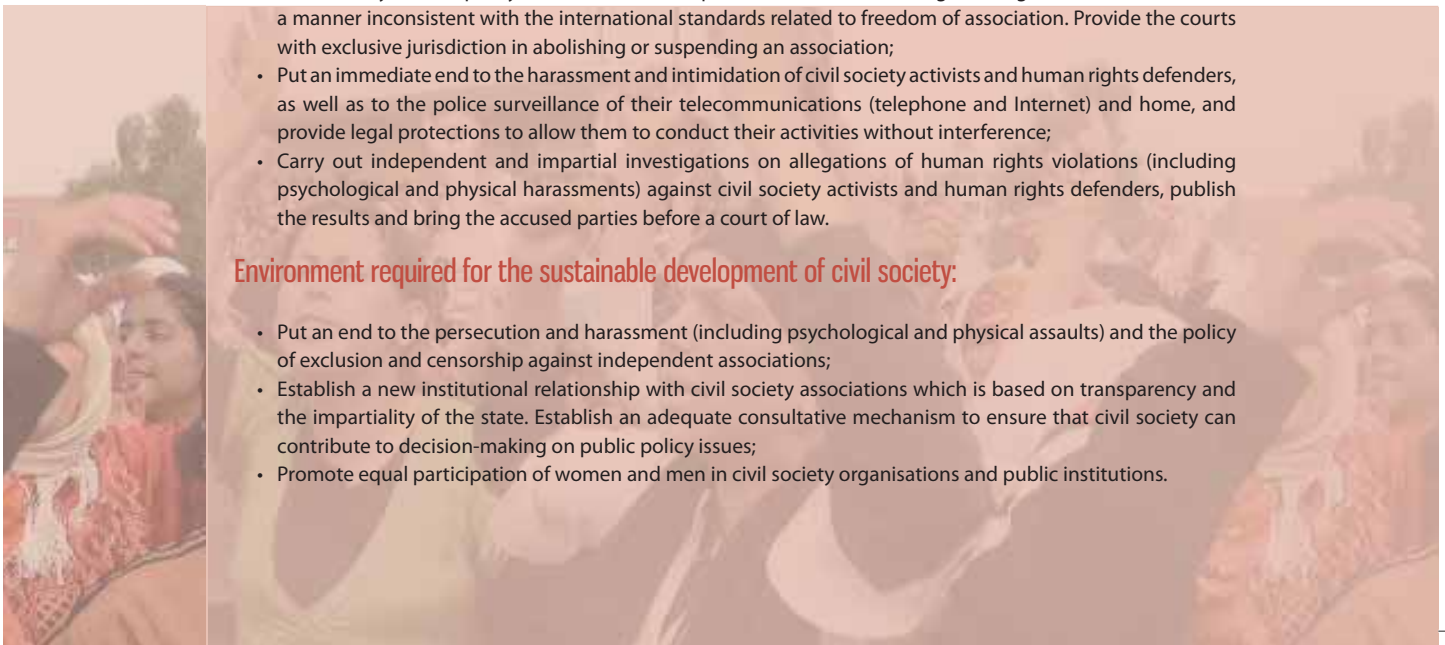 a manner inconsistent with the international standards related to freedom of association. Provide the courts
with exclusive jurisdiction in abolishing or suspending an association;
• Put an immediate end to the harassment and intimidation of civil society activists and human rights defenders,
as well as to the police surveillance of their telecommunications (telephone and Internet) and home, and
provide legal protections to allow them to conduct their activities without interference;
• Carry out independent and impartial investigations on allegations of human rights violations (including
psychological and physical harassments) against civil society activists and human rights defenders, publish
the results and bring the accused parties before a court of law.
Environment required for the sustainable development of civil society:
• Put an end to the persecution and harassment (including psychological and physical assaults) and the policy
of exclusion and censorship against independent associations;
• Establish a new institutional relationship with civil society associations which is based on transparency and
the impartiality of the state. Establish an adequate consultative mechanism to ensure that civil society can
contribute to decision-making on public policy issues;
• Promote equal participation of women and men in civil society organisations and public institutions.